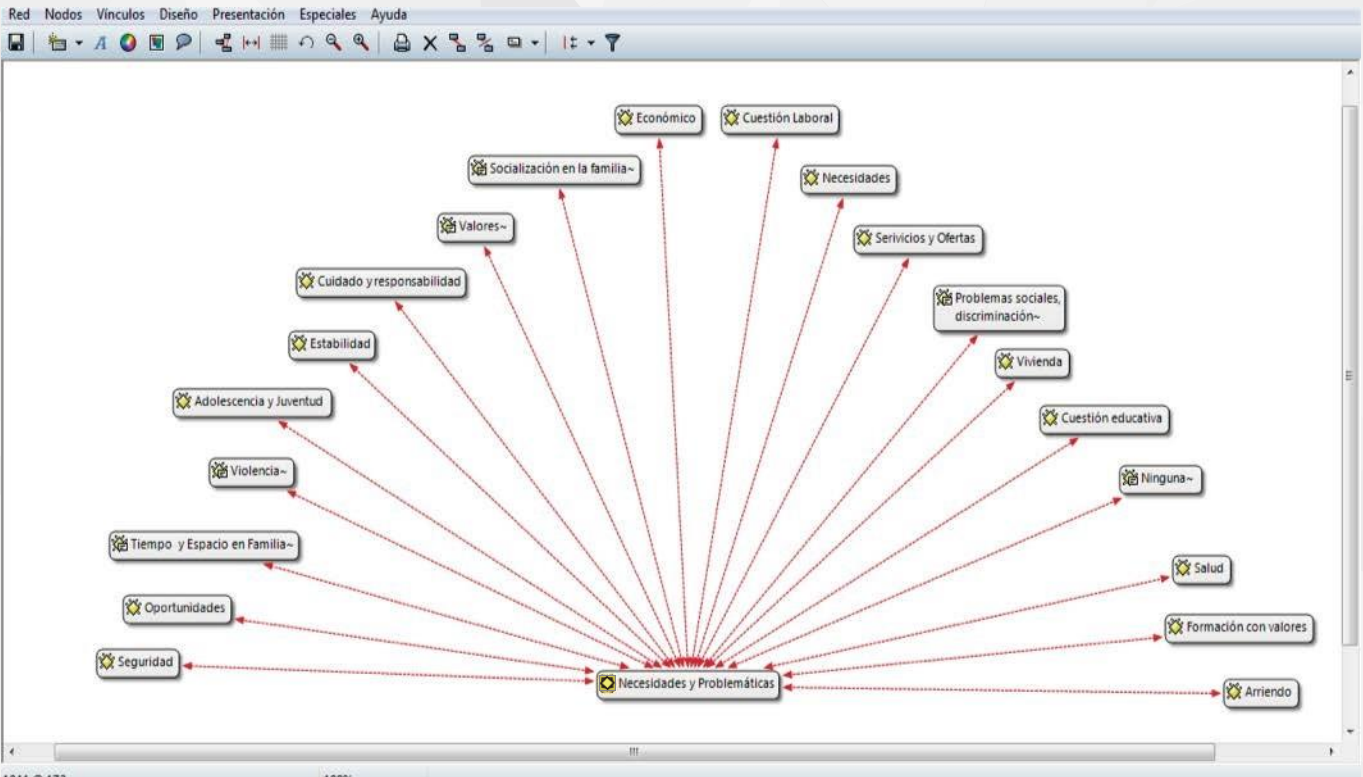 Red Nodos Vínculos Diseño Presentación Especiales Ayuda
Económico
Cuestión Laboral
Socialización en la familia~
Necesidades
Valores~
Serivicios y Ofertas
Cuidado y responsabilidad
Problemas sociales,
discriminación~
Estabilidad
Vivienda
Adolescencia y Juventud
Cuestión educativa
Violencia~
Ninguna~
Tiempo y Espacio en Familia~
Salud
Oportunidades
Formación con valores
Seguridad
Necesidades y Problemáticas
Arriendo